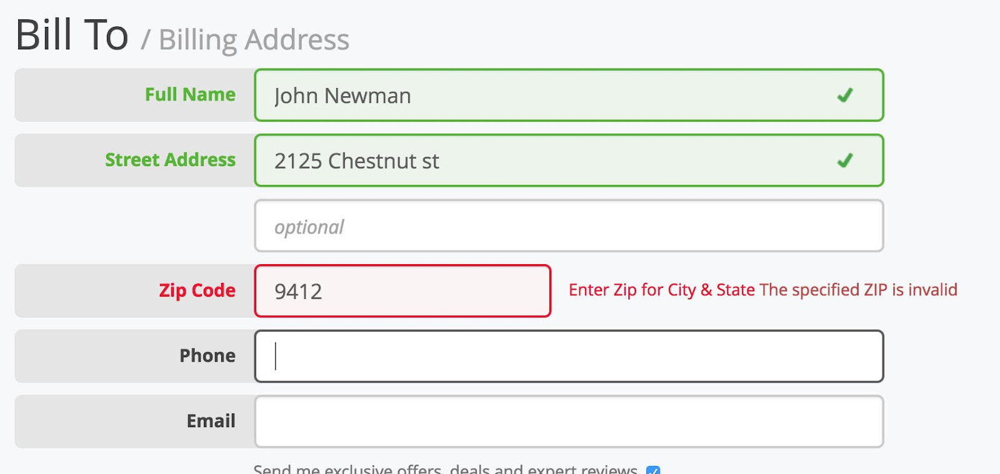 Bill To / Billing Address
Full Name John Newman
Street Address 2125 Chestnut st
optional
Zip Code 9412 Enter Zip for City & State The specified ZIP is invalid
Phone
Email
Send me exclusive offers, deals and expert reviews